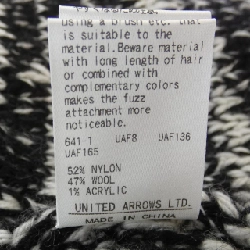 using a brush etc. that
is suitable to the
material.Beware material
with long length of hair
or combined with
complementary colors
makes the fuzz
attachment more
noticeable.
641 1 UAF8 UAF136
UAF165
52% NYLON
47% WOOL
1% ACRYLIC
UNITED ARROWS LTD.
MADE IN CHINA